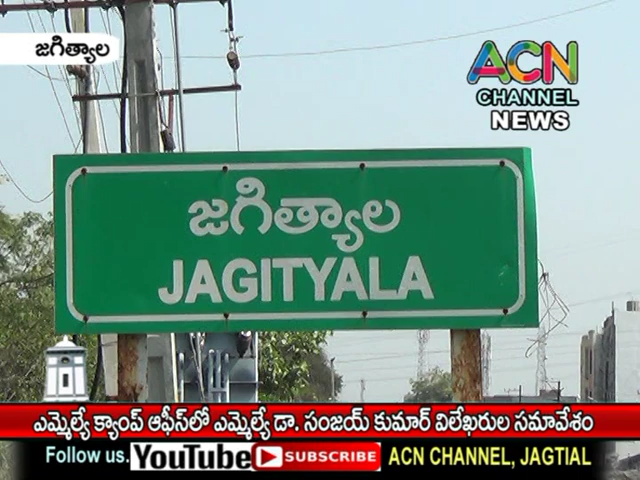 జగిత్యాల
ACN
CHANNEL
NEWS
జగిత్యాల
JAGITYALA
ఎమ్మెల్యే క్యాంప్ ఆఫీస్‌లో ఎమ్మెల్యే డా. సంజయ్ కుమార్ విలేఖరుల సమావేశం
Follow us. YouTube SUBSCRIBE ACN CHANNEL, JAGTIAL